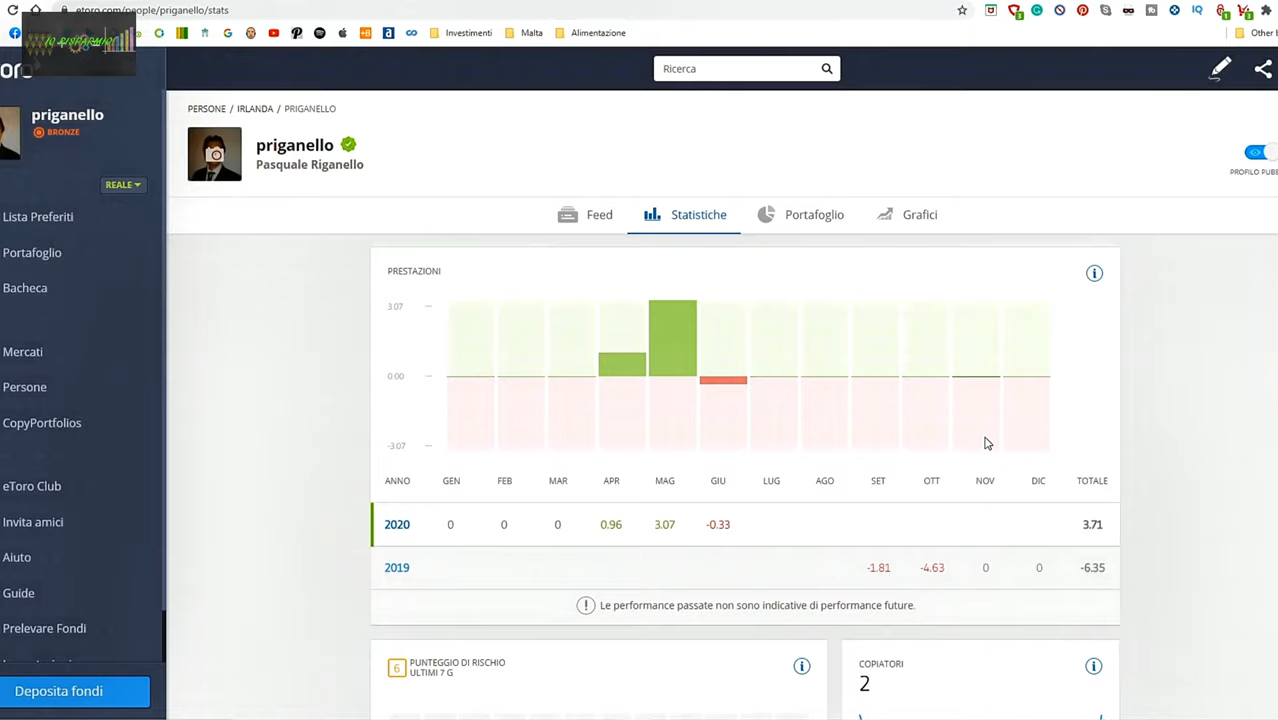 etoro.com/people/priganello/stats
Investimenti
Malta
Alimentazione
Other b
IO RISPARMIO
oro
Ricerca
priganello
BRONZE
REALE
Lista Preferiti
Portafoglio
Bacheca
Mercati
Persone
CopyPortfolios
eToro Club
Invita amici
Aiuto
Guide
Prelevare Fondi
Deposita fondi
PERSONE / IRLANDA / PRIGANELLO
priganello
Pasquale Riganello
PROFILO PUBB
Feed
Statistiche
Portafoglio
Grafici
PRESTAZIONI
3.07
0.00
-3.07
ANNO GEN FEB MAR APR MAG GIU LUG AGO SET OTT NOV DIC TOTALE
2020 0 0 0 0.96 3.07 -0.33 3.71
2019 -1.81 -4.63 0 0 -6.35
Le performance passate non sono indicative di performance future.
6 PUNTEGGIO DI RISCHIO
ULTIMI 7 G
COPIATORI
2